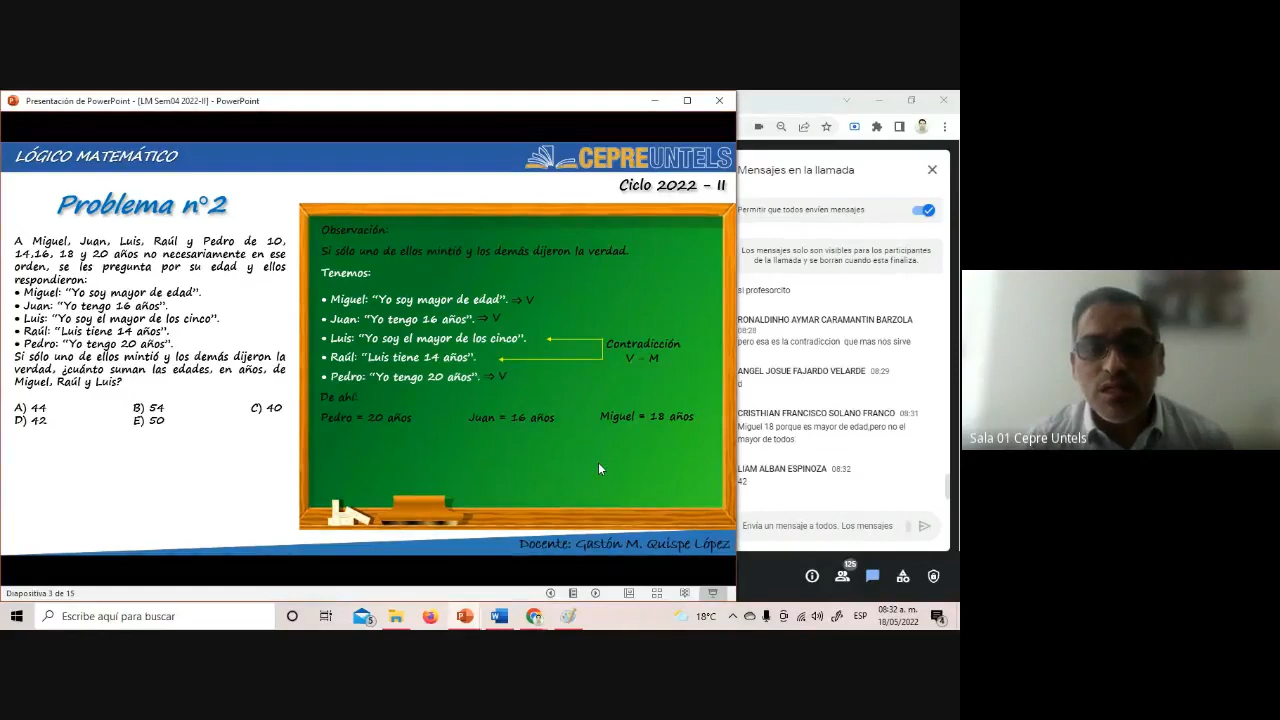 Presentación de PowerPoint - [LM Sem04 2022-II] - PowerPoint
LÓGICO MATEMÁTICO
CEPREUNTELS
Ciclo 2022 - II
Problema n°2
A Miguel, Juan, Luis, Raúl y Pedro de 10,
14,16, 18 y 20 años no necesariamente en ese
orden, se les pregunta por su edad y ellos
respondieron:
• Miguel: “Yo soy mayor de edad”.
• Juan: “Yo tengo 16 años”.
• Luis: “Yo soy el mayor de los cinco”.
• Raúl: “Luis tiene 14 años”.
• Pedro: “Yo tengo 20 años”.
Si sólo uno de ellos mintió y los demás dijeron la
verdad, ¿cuánto suman las edades, en años, de
Miguel, Raúl y Luis?
A) 44 B) 54 C) 40
D) 42 E) 50
Observación:
Si sólo uno de ellos mintió y los demás dijeron la verdad.
Tenemos:
• Miguel: “Yo soy mayor de edad”. ⇒ V
• Juan: “Yo tengo 16 años”. ⇒ V
• Luis: “Yo soy el mayor de los cinco”.
• Raúl: “Luis tiene 14 años”.
Contradicción
V - M
• Pedro: “Yo tengo 20 años”. ⇒ V
De ahí:
Pedro = 20 años Juan = 16 años Miguel = 18 años
Docente: Gastón M. Quispe López
Diapositiva 3 de 15
Mensajes en la llamada
Permitir que todos envíen mensajes
Los mensajes solo son visibles para los participantes
de la llamada y se borran cuando esta finaliza.
si profesorcito
RONALDINHO AYMAR CARAMANTIN BARZOLA
08:28
pero esa es la contradiccion que mas nos sirve
ANGEL JOSUE FAJARDO VELARDE 08:29
d
CRISTHIAN FRANCISCO SOLANO FRANCO 08:31
Miguel 18 porque es mayor de edad,pero no el
mayor de todos
LIAM ALBAN ESPINOZA 08:32
42
Envía un mensaje a todos. Los mensajes
125
Sala 01 Cepre Untels
Escribe aquí para buscar
5
18°C
ESP
08:32 a. m.
18/05/2022
4